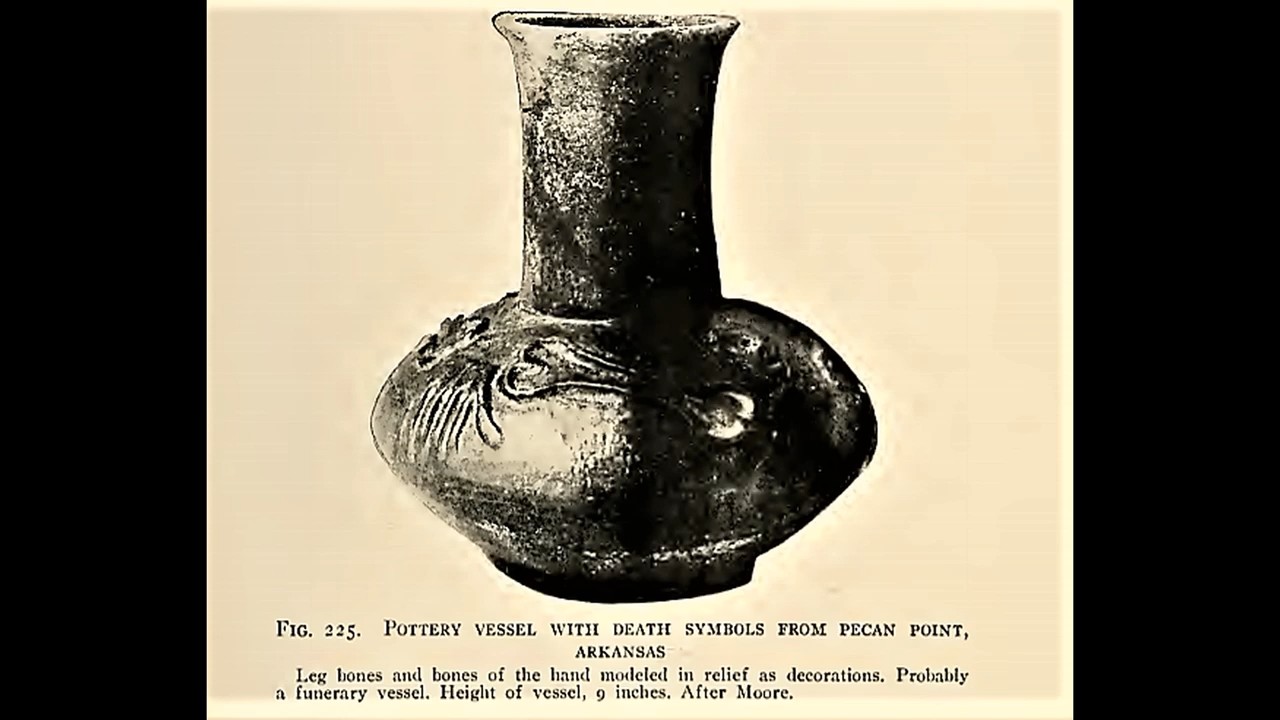 FIG. 225. POTTERY VESSEL WITH DEATH SYMBOLS FROM PECAN POINT,
ARKANSAS
Leg bones and bones of the hand modeled in relief as decorations. Probably
a funerary vessel. Height of vessel, 9 inches. After Moore.